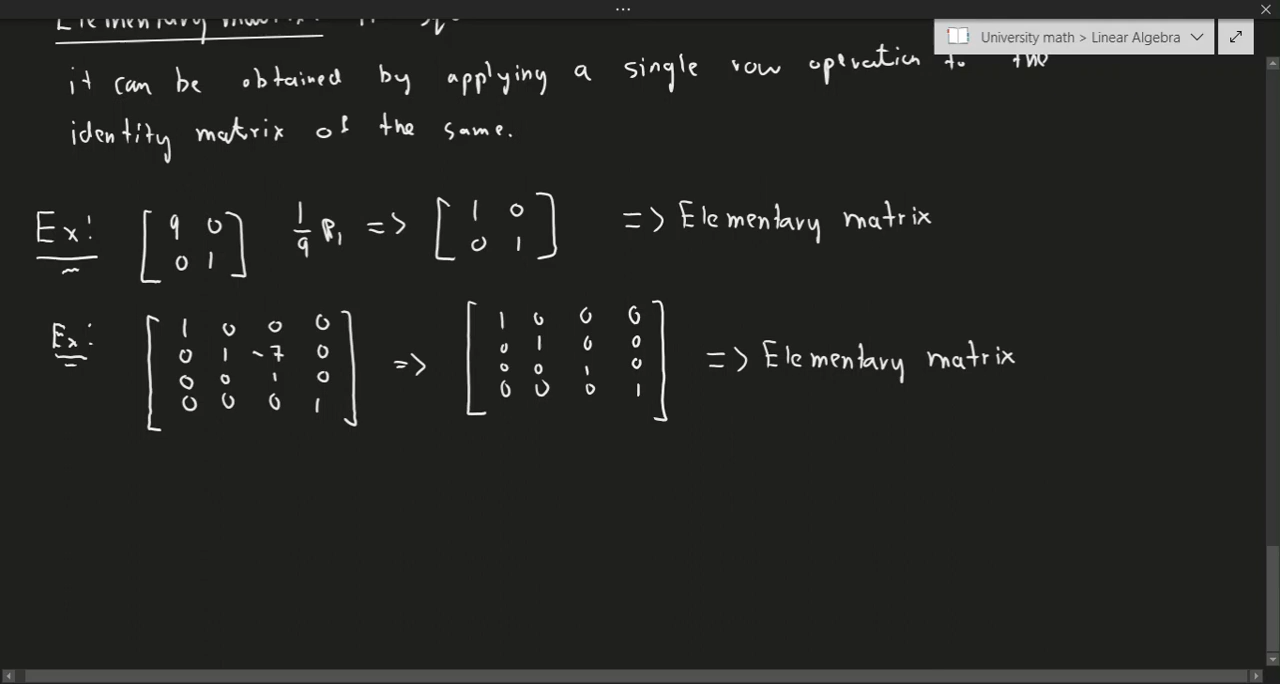 ...
University math > Linear Algebra
Elementary matrix:
it can be obtained by applying a single row operation to the
identity matrix of the same.
Ex: [ 9 0 1/9 R1 => [ 1 0 => Elementary matrix
0 1 ] 0 1 ]
Ex: [ 1 0 0 0 => [ 1 0 0 0 => Elementary matrix
0 1 -7 0 0 1 0 0
0 0 1 0 0 0 1 0
0 0 0 1 ] 0 0 0 1 ]